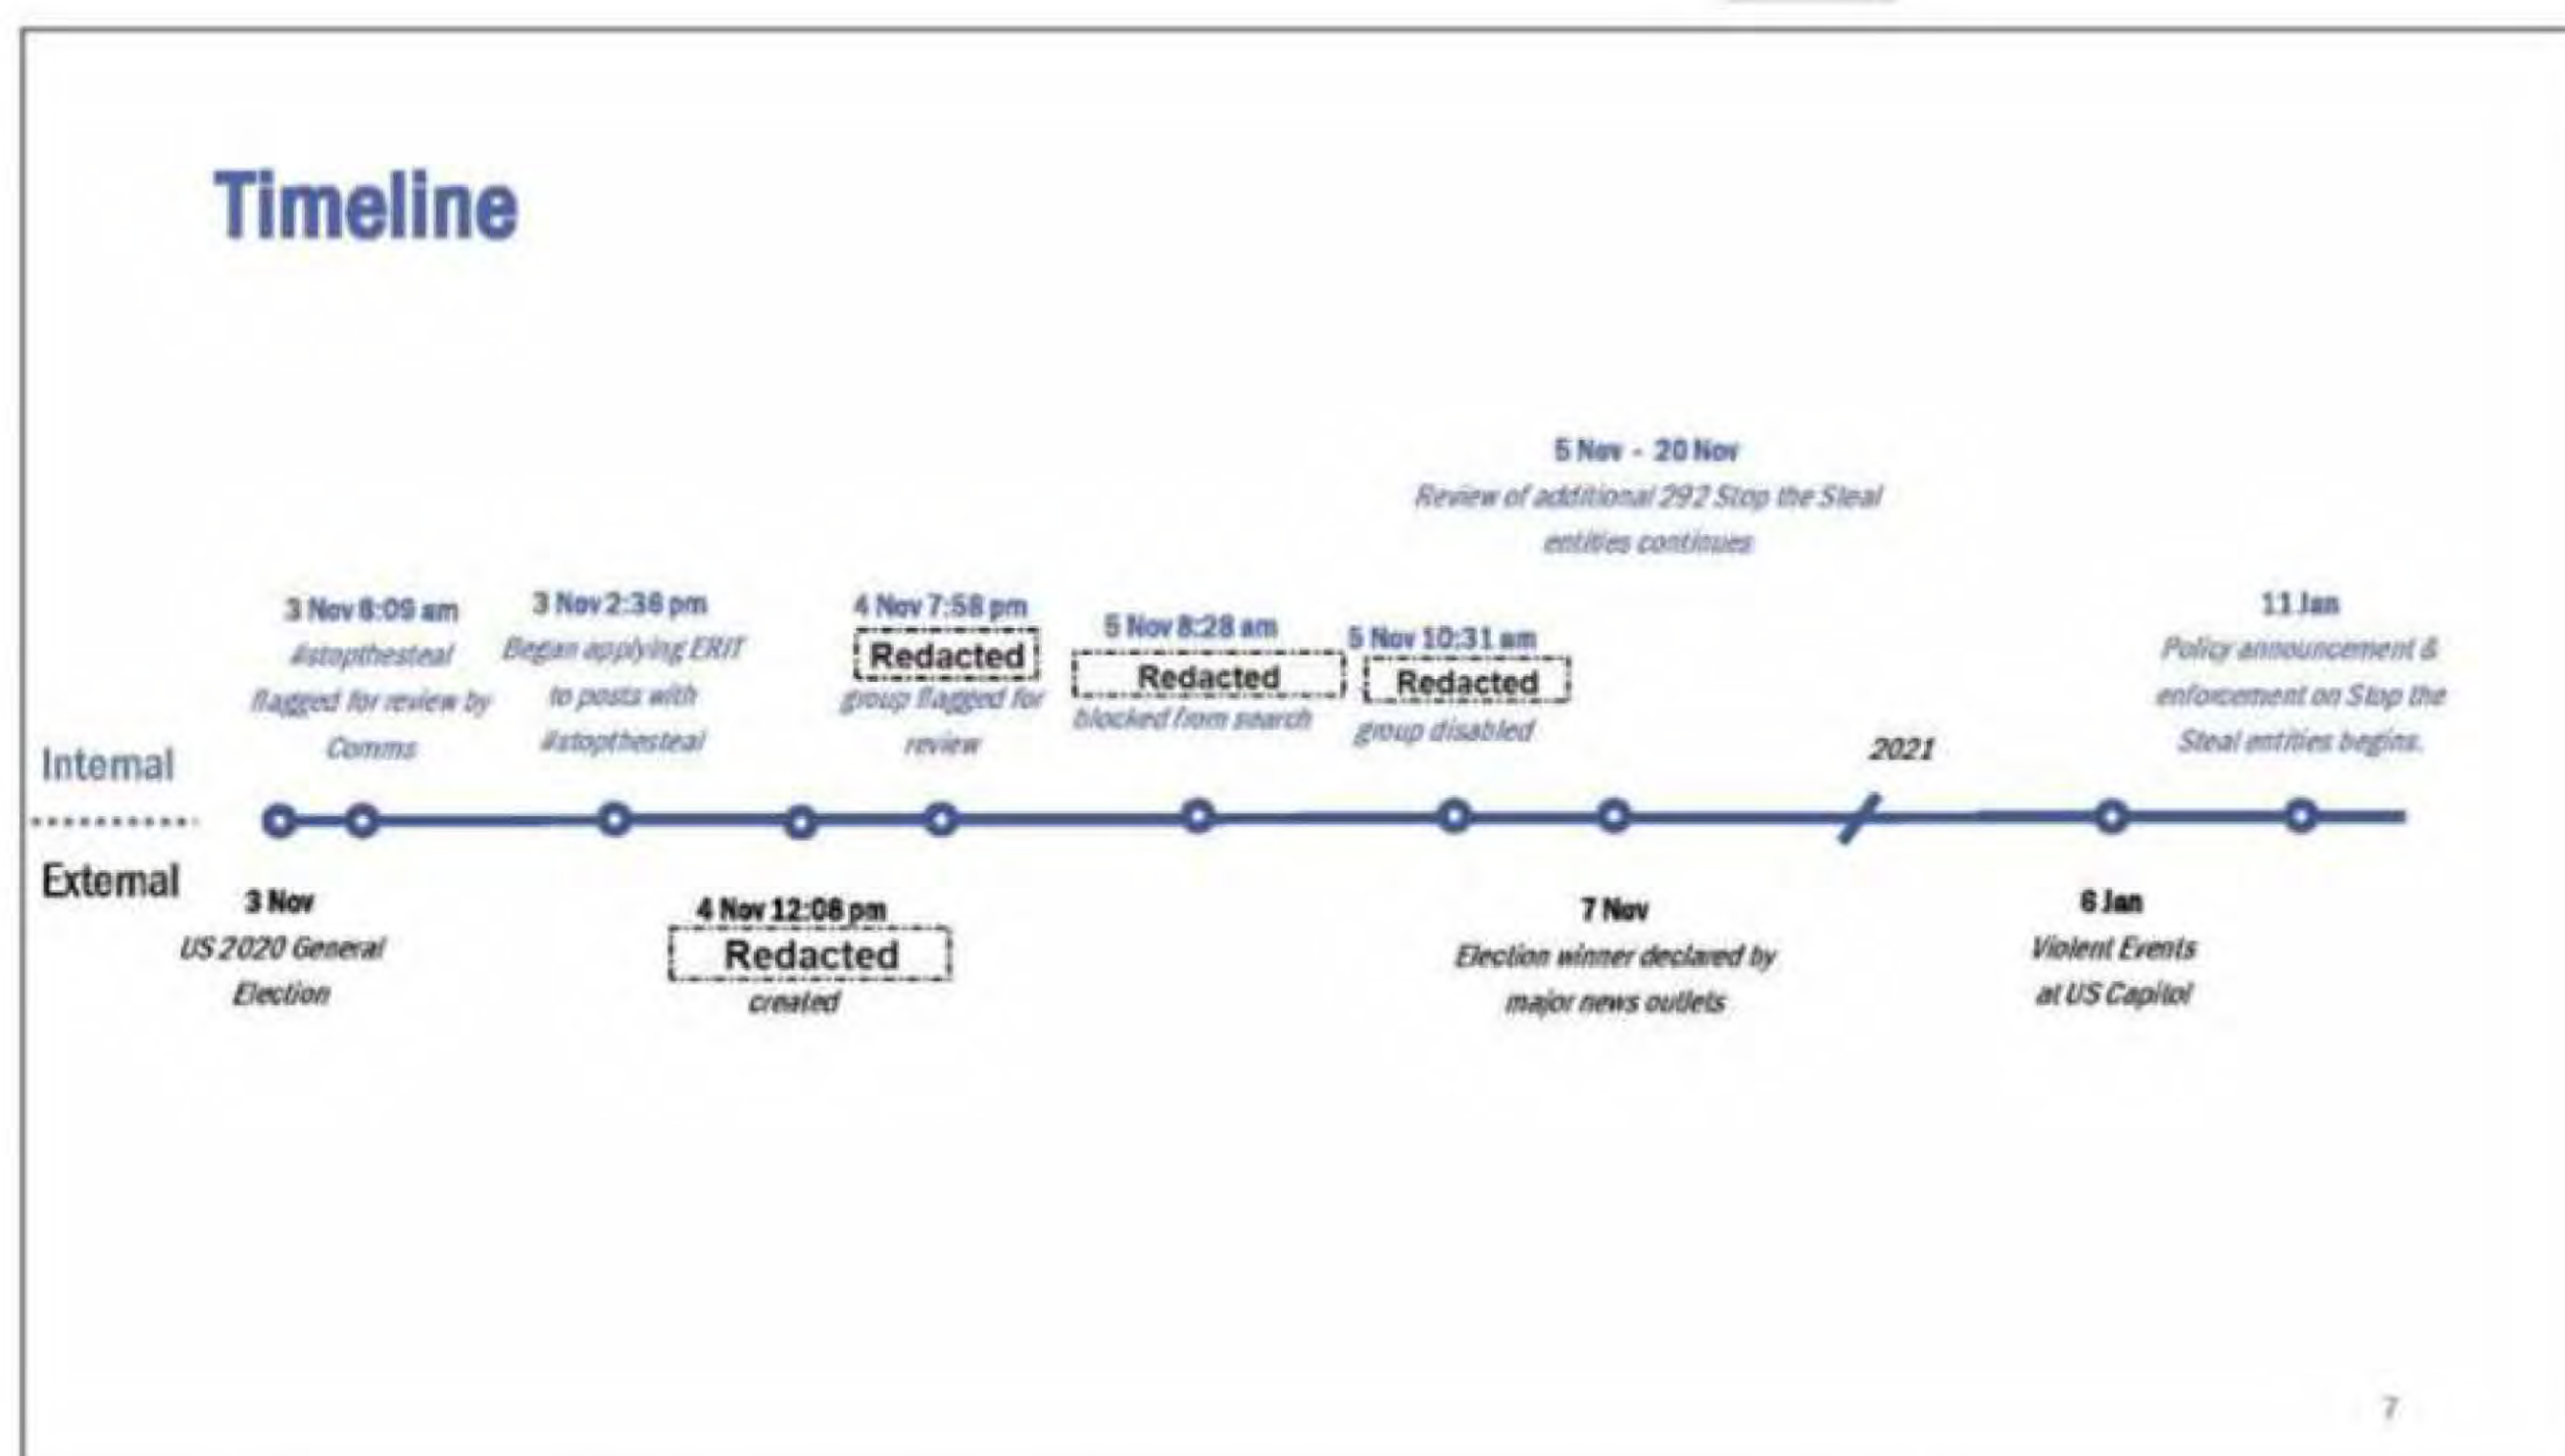 Timeline
5 Nov - 20 Nov
Review of additional 292 Stop the Steal
entities continues
3 Nov 8:09 am
#stopthesteal
flagged for review by
Comms
3 Nov 2:36 pm
Began applying ERIT
to posts with
#stopthesteal
4 Nov 7:58 pm
Redacted
group flagged for
review
5 Nov 8:28 am
Redacted
blocked from search
5 Nov 10:31 am
Redacted
group disabled
2021
11 Jan
Policy announcement &
enforcement on Stop the
Steal entities begins.
Internal
External
3 Nov
US 2020 General
Election
4 Nov 12:08 pm
Redacted
created
7 Nov
Election winner declared by
major news outlets
6 Jan
Violent Events
at US Capitol
7